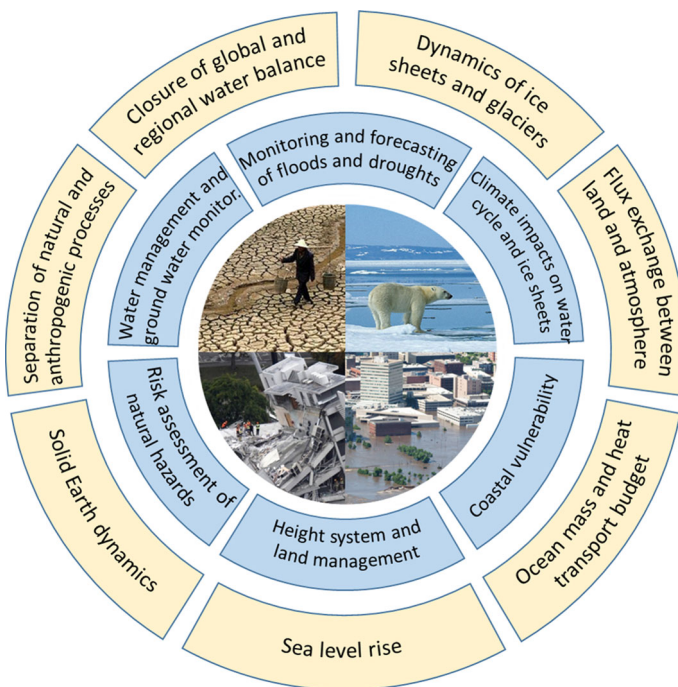 Closure of global and
regional water balance
Dynamics of ice
sheets and glaciers
Flux exchange between
land and atmosphere
Ocean mass and heat
transport budget
Sea level rise
Solid Earth dynamics
Separation of natural and
anthropogenic processes
Monitoring and forecasting
of floods and droughts
Climate impacts on water
cycle and ice sheets
Coastal vulnerability
Height system and
land management
Risk assessment of
natural hazards
Water management and
ground water monitor.